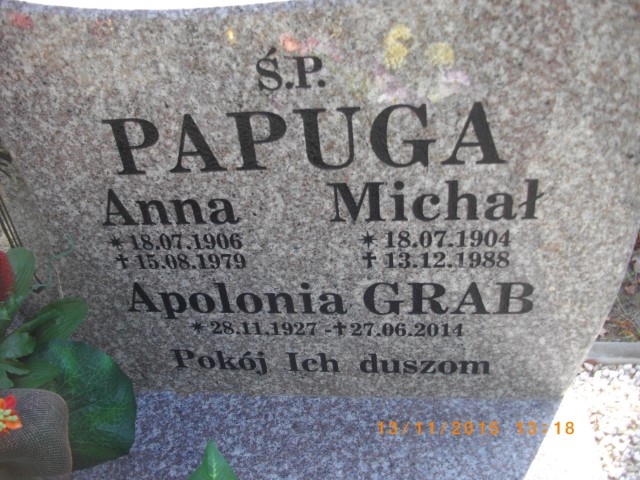 Ś.P.
PAPUGA
Anna Michał
* 18.07.1906 * 18.07.1904
✝ 15.08.1979 ✝ 13.12.1988
Apolonia GRAB
* 28.11.1927 - ✝ 27.06.2014
Pokój Ich duszom
13/11/2015 13:18